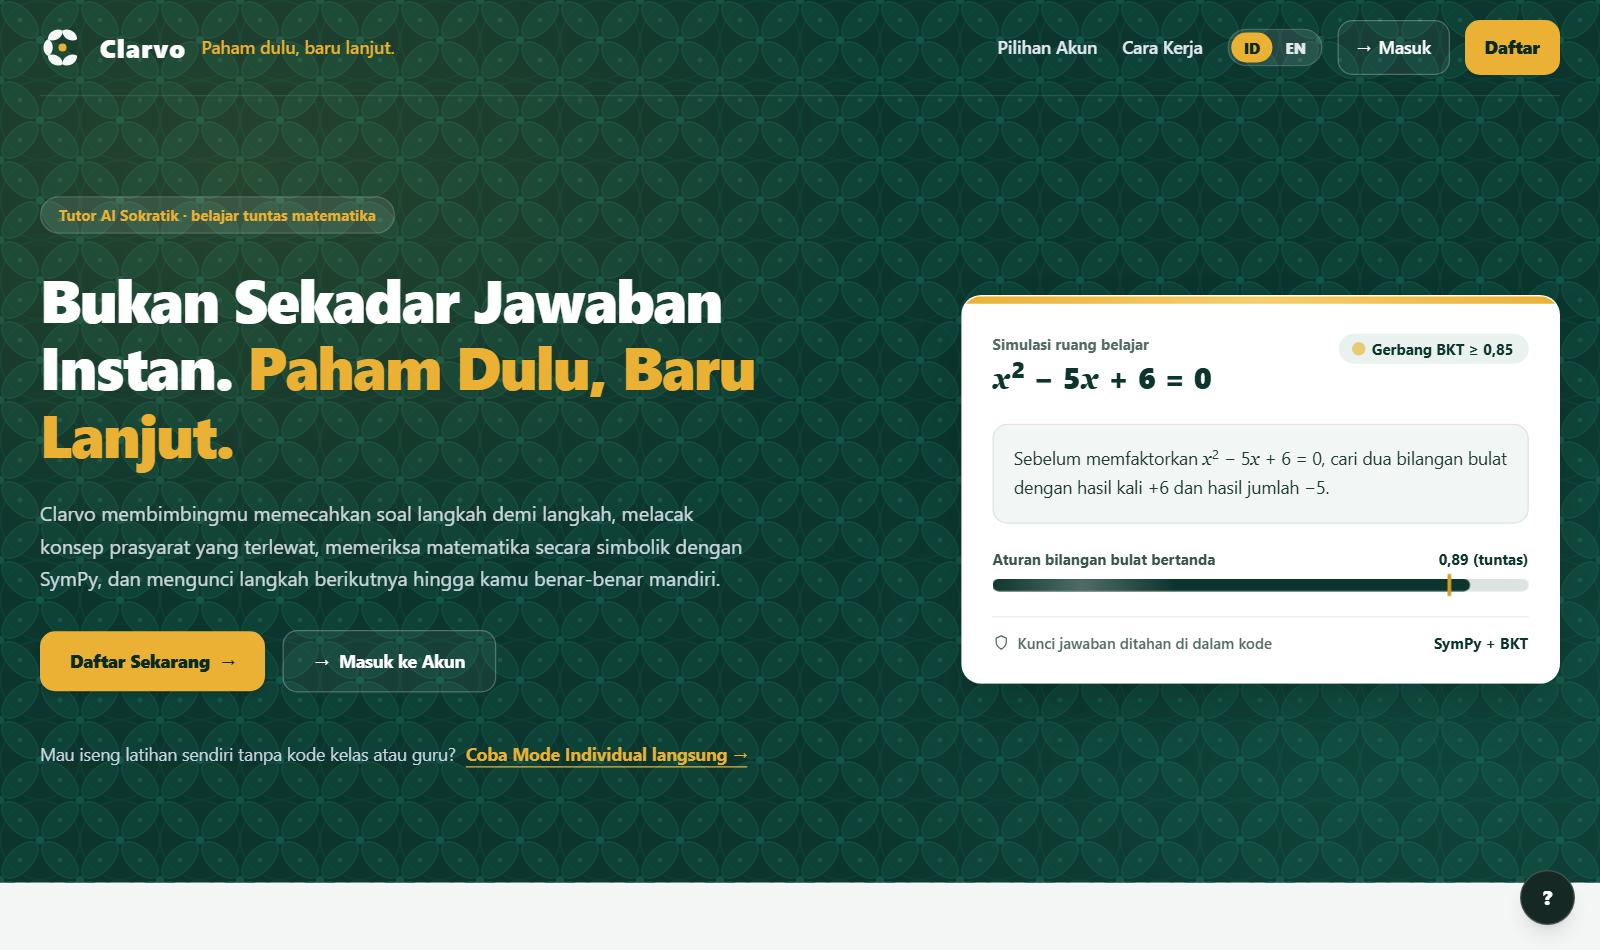 Clarvo Paham dulu, baru lanjut.
Pilihan Akun Cara Kerja ID EN → Masuk Daftar
Tutor AI Sokratik · belajar tuntas matematika
Bukan Sekadar Jawaban
Instan. Paham Dulu, Baru
Lanjut.
Clarvo membimbingmu memecahkan soal langkah demi langkah, melacak
konsep prasyarat yang terlewat, memeriksa matematika secara simbolik dengan
SymPy, dan mengunci langkah berikutnya hingga kamu benar-benar mandiri.
Daftar Sekarang →
→ Masuk ke Akun
Mau iseng latihan sendiri tanpa kode kelas atau guru? Coba Mode Individual langsung →
Simulasi ruang belajar
Gerbang BKT ≥ 0,85
x² − 5x + 6 = 0
Sebelum memfaktorkan x² − 5x + 6 = 0, cari dua bilangan bulat
dengan hasil kali +6 dan hasil jumlah −5.
Aturan bilangan bulat bertanda 0,89 (tuntas)
Kunci jawaban ditahan di dalam kode SymPy + BKT
?